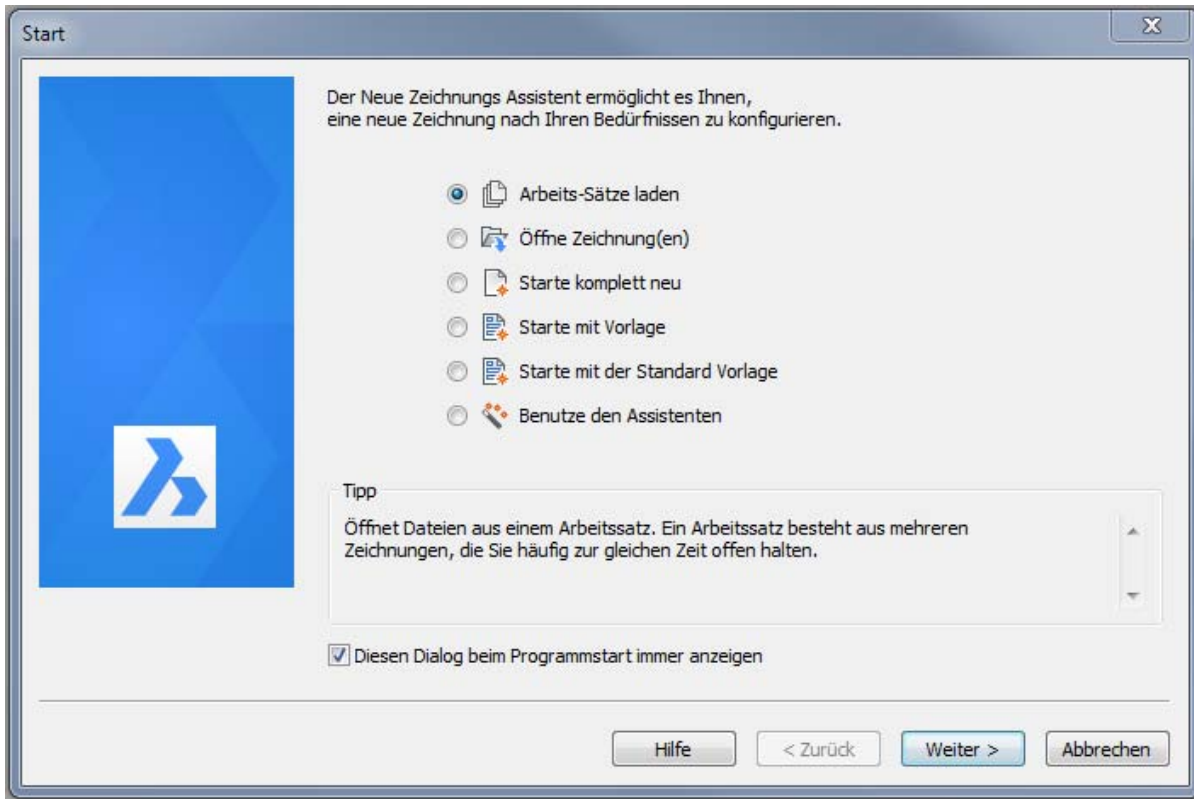 Start
Der Neue Zeichnungs Assistent ermöglicht es Ihnen,
eine neue Zeichnung nach Ihren Bedürfnissen zu konfigurieren.
Arbeits-Sätze laden
Öffne Zeichnung(en)
Starte komplett neu
Starte mit Vorlage
Starte mit der Standard Vorlage
Benutze den Assistenten
Tipp
Öffnet Dateien aus einem Arbeitssatz. Ein Arbeitssatz besteht aus mehreren
Zeichnungen, die Sie häufig zur gleichen Zeit offen halten.
Diesen Dialog beim Programmstart immer anzeigen
Hilfe
< Zurück
Weiter >
Abbrechen